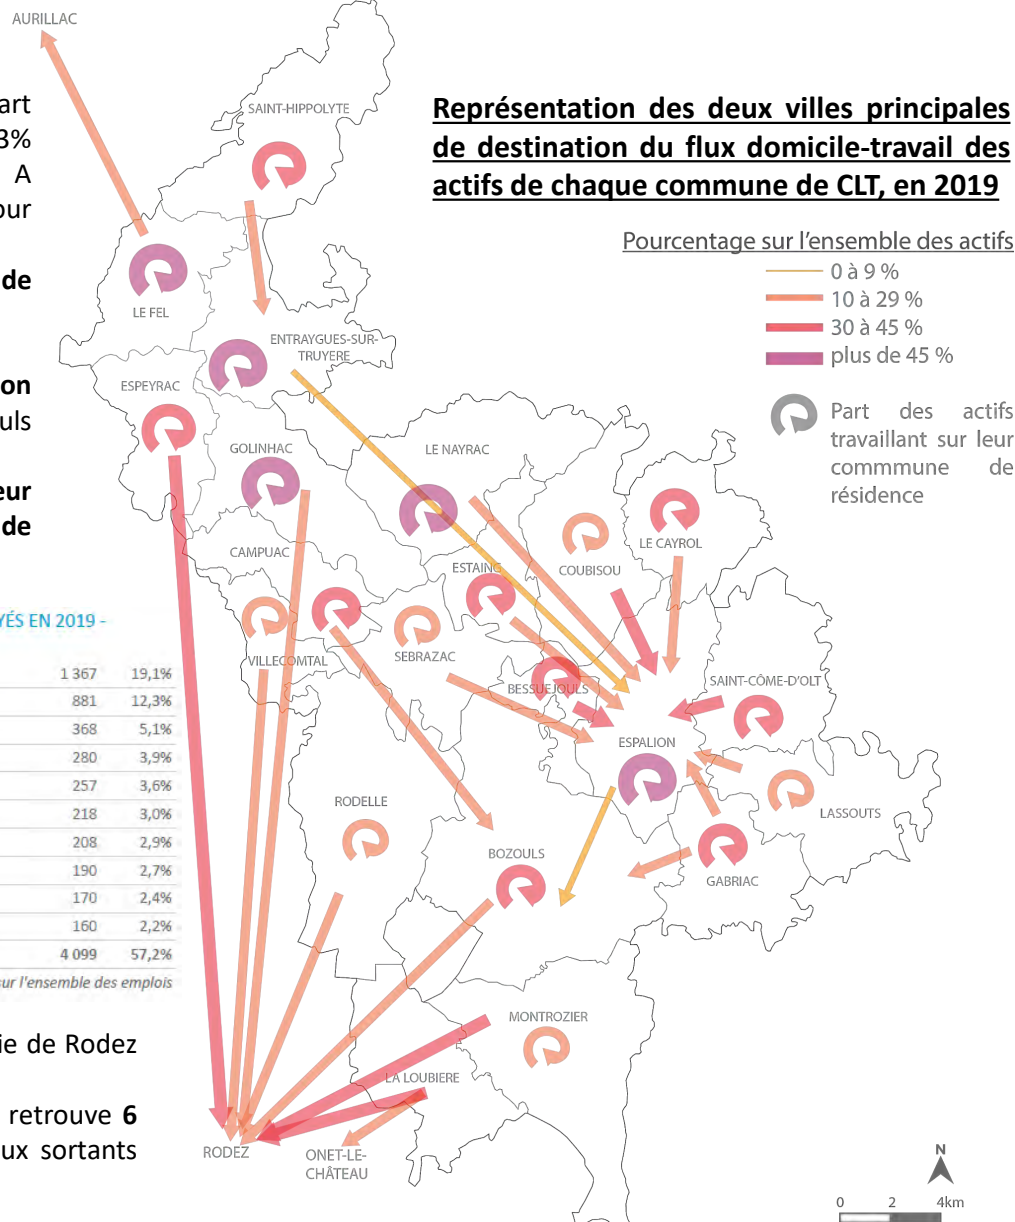 AURILLAC
art
3%
A
our
de
on
uls
eur
de
Représentation des deux villes principales
de destination du flux domicile-travail des
actifs de chaque commune de CLT, en 2019
Pourcentage sur l'ensemble des actifs
0 à 9 %
10 à 29 %
30 à 45 %
plus de 45 %
Part des actifs
travaillant sur leur
commmune de
résidence
SAINT-HIPPOLYTE
LE FEL
ENTRAYGUES-SUR-
TRUYERE
ESPEYRAC
GOLINHAC
LE NAYRAC
CAMPUAC
ESTAING
COUBISOU
LE CAYROL
VILLECOMTAL
SEBRAZAC
BESSUEJOULS
SAINT-CÔME-D'OLT
ESPALION
LASSOUTS
RODELLE
BOZOULS
GABRIAC
MONTROZIER
LA LOUBIERE
RODEZ
ONET-LE-
CHÂTEAU
YÉS EN 2019 -
1 367 19,1%
881 12,3%
368 5,1%
280 3,9%
257 3,6%
218 3,0%
208 2,9%
190 2,7%
170 2,4%
160 2,2%
4 099 57,2%
sur l'ensemble des emplois
ie de Rodez
retrouve 6
ux sortants
N
0 2 4km